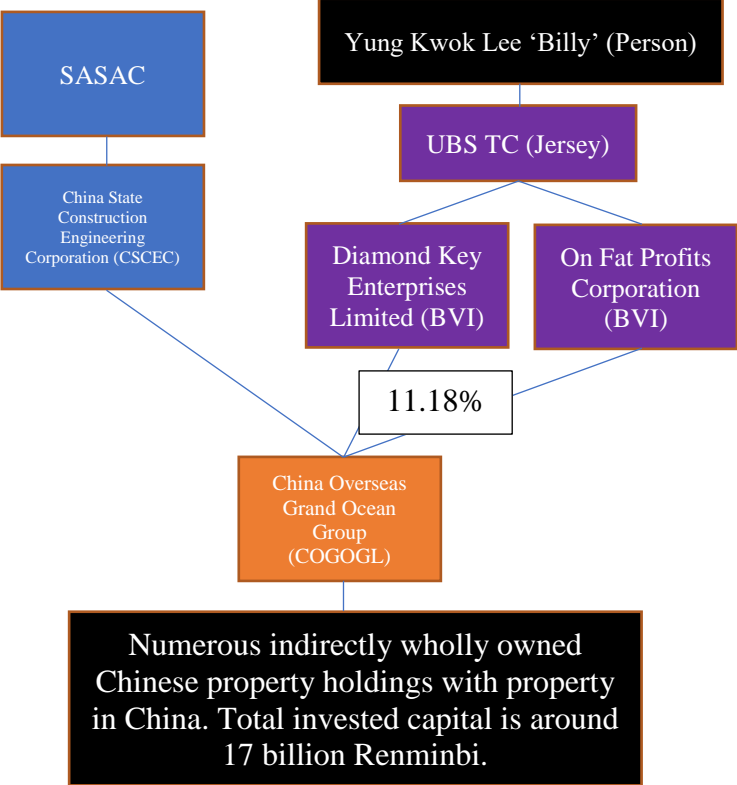 SASAC
Yung Kwok Lee ‘Billy’ (Person)
UBS TC (Jersey)
China State
Construction
Engineering
Corporation (CSCEC)
Diamond Key
Enterprises
Limited (BVI)
On Fat Profits
Corporation
(BVI)
11.18%
China Overseas
Grand Ocean
Group
(COGOGL)
Numerous indirectly wholly owned
Chinese property holdings with property
in China. Total invested capital is around
17 billion Renminbi.